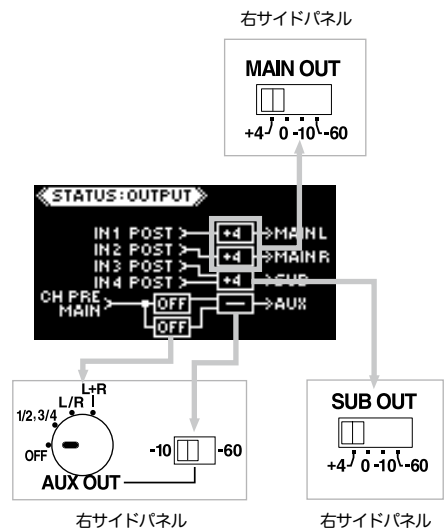 右サイドパネル
MAIN OUT
+4 0 -10 -60
STATUS:OUTPUT
IN1 POST +4 MAIN L
IN2 POST +4 MAIN R
IN3 POST
IN4 POST +4 SUB
CH PRE OFF — AUX
MAIN
OFF
L+R
L/R
1/2,3/4
OFF
-10 -60
AUX OUT
右サイドパネル
SUB OUT
+4 0 -10 -60
右サイドパネル